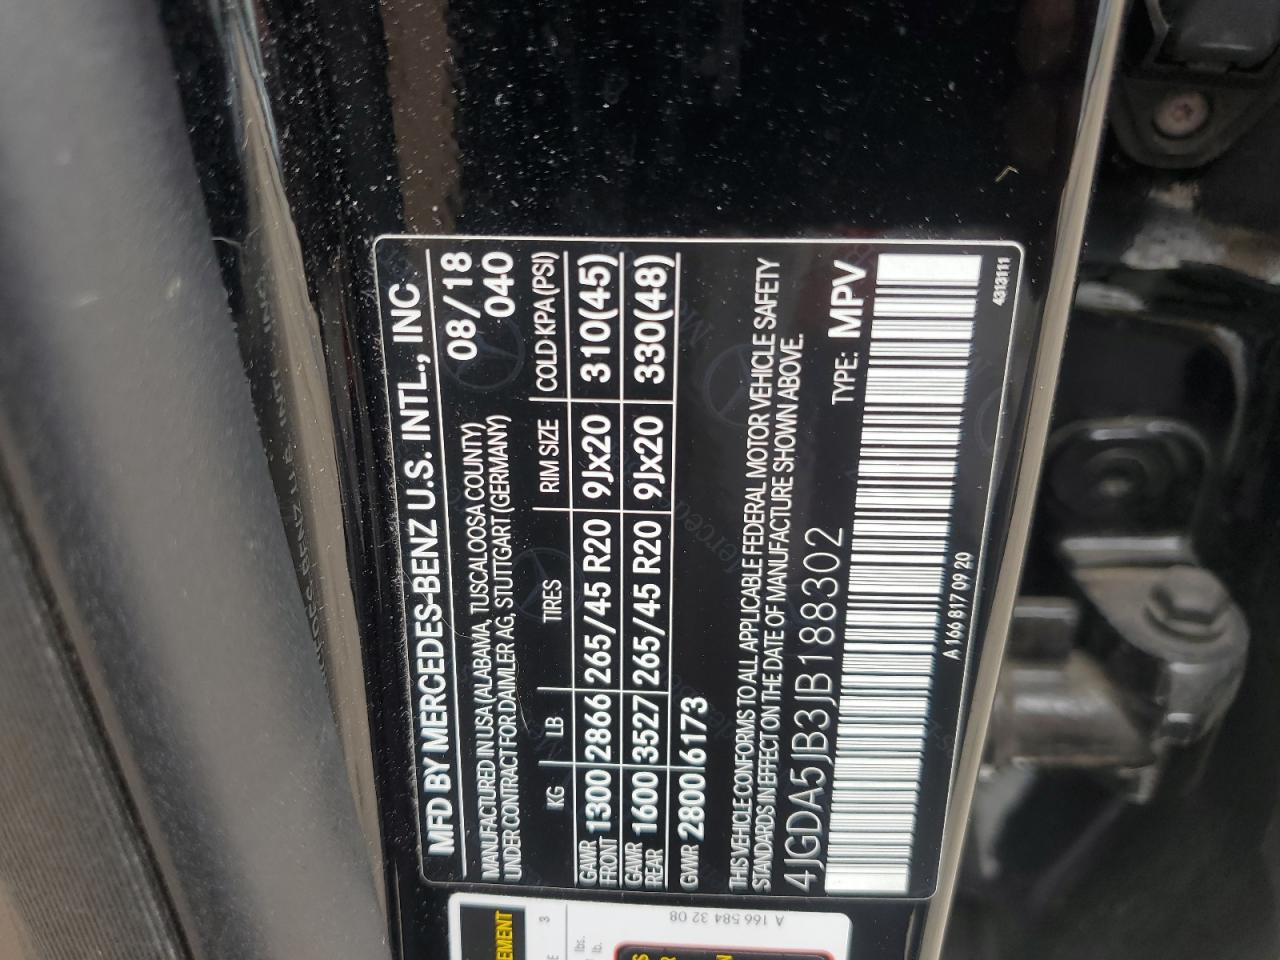 MFD BY MERCEDES-BENZ U.S. INTL., INC
MANUFACTURED IN USA (ALABAMA, TUSCALOOSA COUNTY) 08/18
UNDER CONTRACT FOR DAIMLER AG, STUTTGART (GERMANY) 040
KG LB TIRES RIM SIZE COLD KPA (PSI)
GAWR FRONT 1300 2866 265/45 R20 9Jx20 310(45)
GAWR REAR 1600 3527 265/45 R20 9Jx20 330(48)
GVWR 2800 6173
THIS VEHICLE CONFORMS TO ALL APPLICABLE FEDERAL MOTOR VEHICLE SAFETY
STANDARDS IN EFFECT ON THE DATE OF MANUFACTURE SHOWN ABOVE.
4JGDA5JB3JB188302 TYPE: MPV
A 166 817 09 20 4313111
EMENT
3
lbs.
lb.
A 166 584 32 08